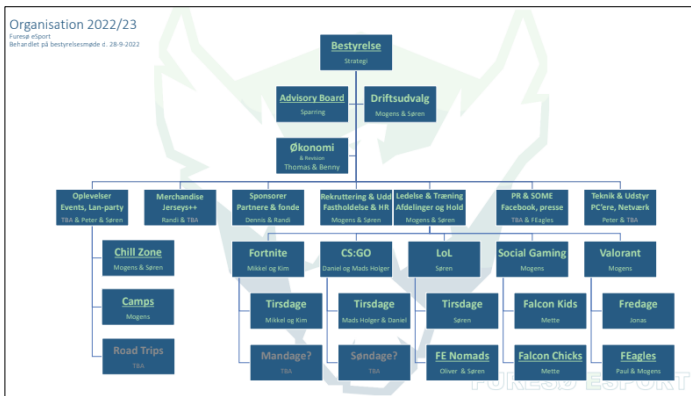 Organisation 2022/23
Furesø eSport
Behandlet på bestyrelsesmøde d. 28-9-2022
Bestyrelse
Strategi
Advisory Board
Sparring
Driftsudvalg
Mogens & Søren
Økonomi
& Revision
Thomas & Benny
Oplevelser
Events, Lan-party
TBA & Peter & Søren
Merchandise
Jerseys++
Randi & TBA
Sponsorer
Partnere & fonde
Dennis & Randi
Rekruttering & Udd
Fastholdelse & HR
Mogens & Søren
Ledelse & Træning
Afdelinger og Hold
Mogens & Søren
PR & SOME
Facebook, presse
TBA & FEagles
Teknik & Udstyr
PC'ere, Netværk
Peter & TBA
Chill Zone
Mogens & Søren
Camps
Mogens
Road Trips
TBA
Fortnite
Mikkel og Kim
Tirsdage
Mikkel og Kim
Mandage?
TBA
CS:GO
Daniel og Mads Holger
Tirsdage
Mads Holger & Daniel
Søndage?
TBA
LoL
Søren
Tirsdage
Søren
FE Nomads
Oliver & Søren
Social Gaming
Mogens
Falcon Kids
Mette
Falcon Chicks
Mette
Valorant
Mogens
Fredage
Jonas
FEagles
Paul & Mogens
FURESØ ESPORT